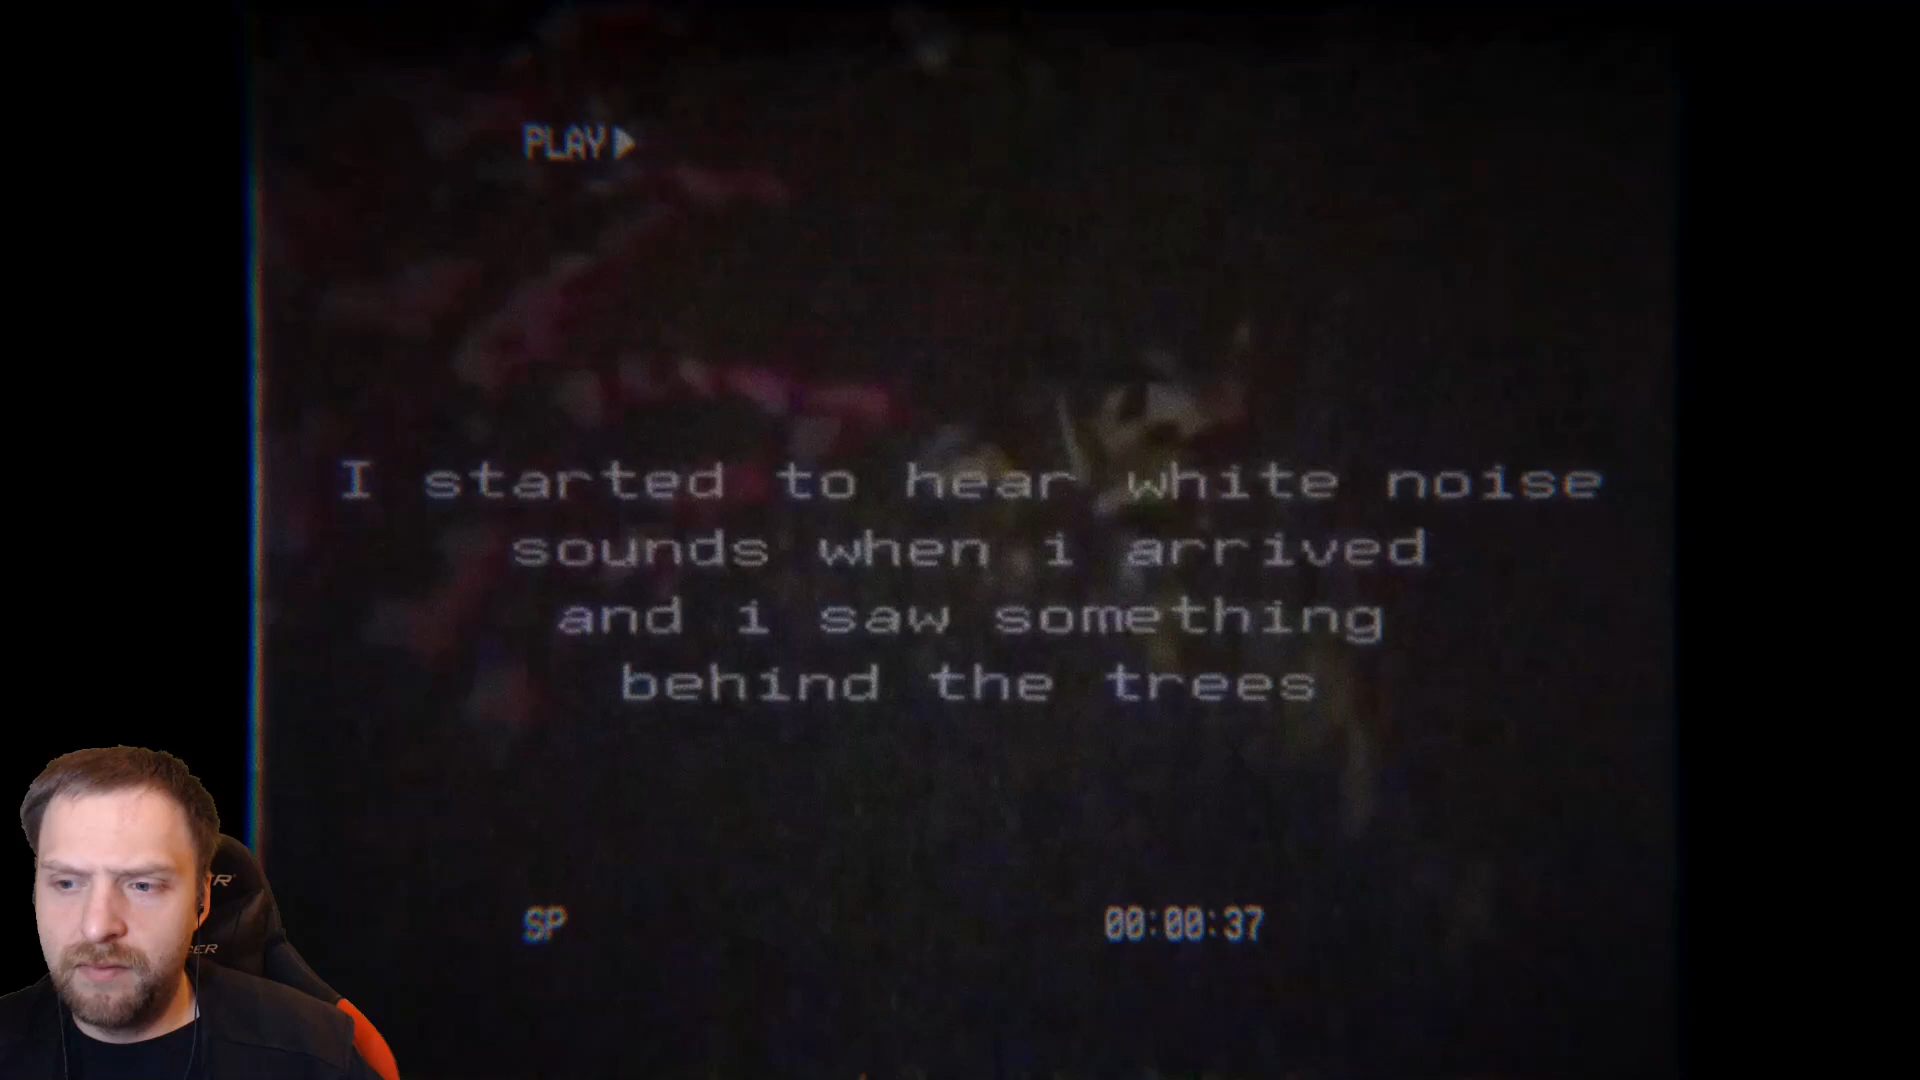 PLAY
I started to hear white noise
sounds when i arrived
and i saw something
behind the trees
SP
00:00:37